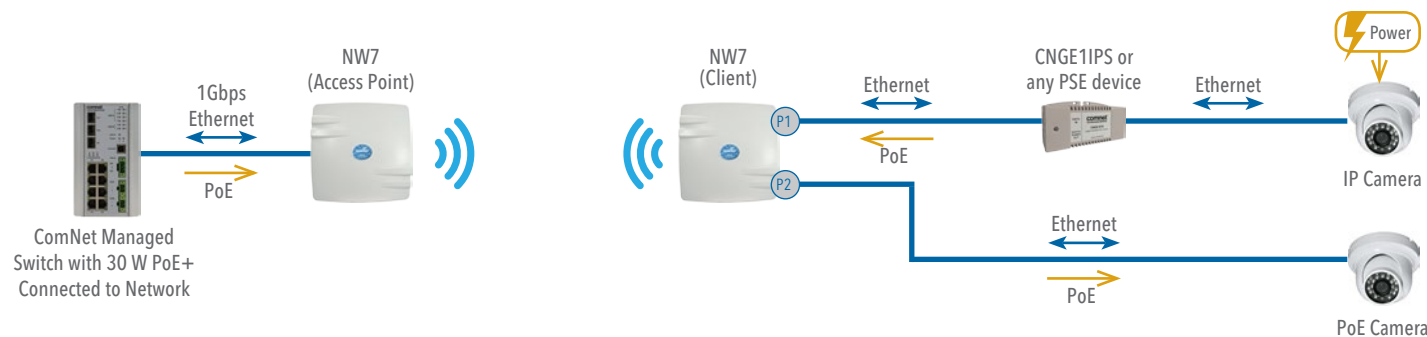 NW7
(Access Point)
1Gbps
Ethernet
PoE
ComNet Managed
Switch with 30 W PoE+
Connected to Network
NW7
(Client)
P1
P2
Ethernet
PoE
CNGE1IPS or
any PSE device
comnet
Ethernet
Power
IP Camera
Ethernet
PoE
PoE Camera